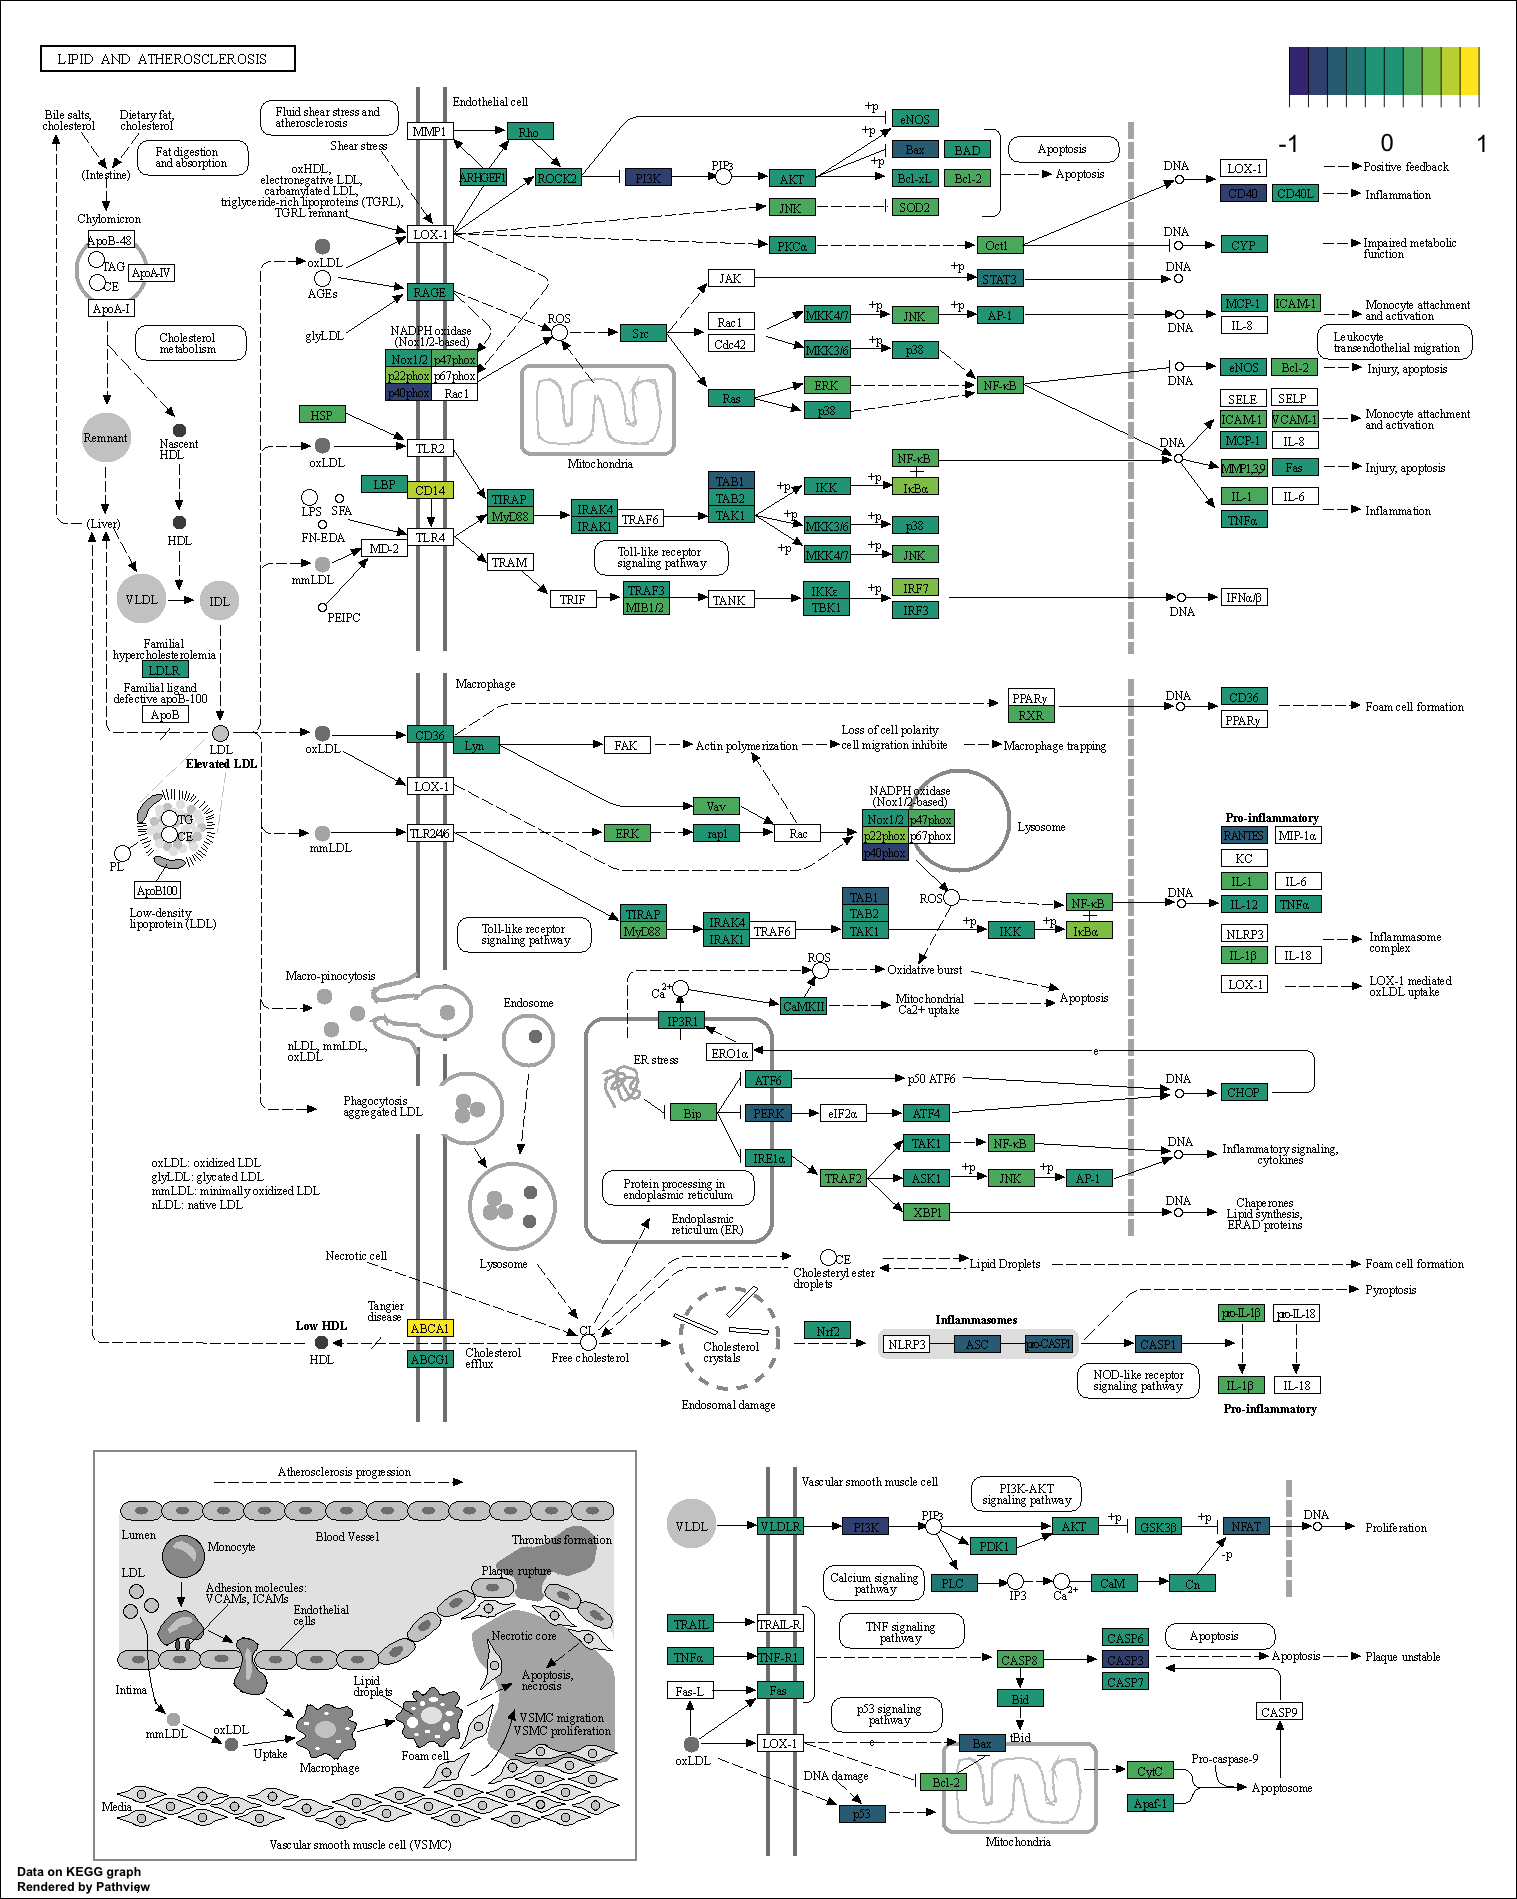 LIPID AND ATHEROSCLEROSIS
-1
0
1
Bile salts,
cholesterol
Dietary fat,
cholesterol
Fat digestion
and absorption
(Intestine)
Chylomicron
ApoB-48
TAG
ApoA-IV
CE
ApoA-I
Cholesterol
metabolism
Remnant
Nascent
HDL
(Liver)
HDL
VLDL
IDL
Familial
hypercholesterolemia
LDLR
Familial ligand
defective apoB-100
ApoB
LDL
Elevated LDL
TG
CE
PL
ApoB100
Low-density
lipoprotein (LDL)
Fluid shear stress and
atherosclerosis
Shear stress
oxHDL,
electronegative LDL,
carbamylated LDL,
triglyceride-rich lipoproteins (TGRL),
TGRL remnant
oxLDL
AGEs
glyLDL
HSP
oxLDL
LBP
LPS
SFA
FN-EDA
MD-2
mmLDL
PEIPC
Endothelial cell
MMP1
Rho
ARHGEF1
ROCK2
PI3K
PIP3
AKT
+p
+p
+p
eNOS
Bax
BAD
Bcl-xL
Bcl-2
Apoptosis
Apoptosis
LOX-1
JNK
SOD2
PKCα
Oct1
RAGE
NADPH oxidase
(Nox1/2-based)
Nox1/2
p47phox
p22phox
p67phox
p40phox
Rac1
ROS
Src
JAK
+p
STAT3
Rac1
Cdc42
MKK4/7
+p
JNK
+p
AP-1
MKK3/6
+p
p38
Ras
ERK
p38
NF-κB
Mitochondria
TLR2
CD14
TLR4
TIRAP
MyD88
IRAK4
IRAK1
TRAF6
TAB1
TAB2
TAK1
+p
IKK
+p
NF-κB
IκBα
+p
MKK3/6
+p
p38
+p
MKK4/7
+p
JNK
Toll-like receptor
signaling pathway
TRAM
TRIF
TRAF3
MIB1/2
TANK
IKKε
TBK1
+p
IRF7
IRF3
DNA
LOX-1
Positive feedback
CD40
CD40L
Inflammation
DNA
CYP
Impaired metabolic
function
DNA
MCP-1
ICAM-1
IL-8
Monocyte attachment
and activation
DNA
Leukocyte
transendothelial migration
eNOS
Bcl-2
Injury, apoptosis
DNA
SELE
SELP
ICAM-1
VCAM-1
Monocyte attachment
and activation
DNA
MCP-1
IL-8
MMP1,3,9
Fas
Injury, apoptosis
IL-1
IL-6
TNFα
Inflammation
DNA
IFNα/β
Macrophage
PPARγ
RXR
DNA
CD36
PPARγ
Foam cell formation
oxLDL
CD36
Lyn
FAK
Actin polymerization
Loss of cell polarity
cell migration inhibite
Macrophage trapping
LOX-1
Vav
mmLDL
TLR2/4/6
ERK
rap1
Rac
NADPH oxidase
(Nox1/2-based)
Nox1/2
p47phox
p22phox
p67phox
p40phox
Lysosome
ROS
Toll-like receptor
signaling pathway
TIRAP
MyD88
IRAK4
IRAK1
TRAF6
TAB1
TAB2
TAK1
+p
IKK
+p
NF-κB
IκBα
DNA
Pro-inflammatory
RANTES
MIP-1α
KC
IL-1
IL-6
IL-12
TNFα
NLRP3
IL-1β
IL-18
Inflammasome
complex
LOX-1
LOX-1 mediated
oxLDL uptake
Macro-pinocytosis
nLDL, mmLDL,
oxLDL
Endosome
Phagocytosis
aggregated LDL
Lysosome
ROS
Oxidative burst
Ca2+
CaMKII
Mitochondrial
Ca2+ uptake
Apoptosis
IP3R1
ERO1α
e
ER stress
Bip
ATF6
p50 ATF6
PERK
eIF2α
ATF4
DNA
CHOP
IRE1α
TRAF2
TAK1
NF-κB
ASK1
+p
JNK
+p
AP-1
XBP1
DNA
Inflammatory signaling,
cytokines
DNA
Chaperones
Lipid synthesis,
ERAD proteins
Protein processing in
endoplasmic reticulum
Endoplasmic
reticulum (ER)
oxLDL: oxidized LDL
glyLDL: glycated LDL
mmLDL: minimally oxidized LDL
nLDL: native LDL
Necrotic cell
CE
Cholesteryl ester
droplets
Lipid Droplets
Foam cell formation
Pyroptosis
Tangier
disease
Low HDL
HDL
ABCA1
ABCG1
Cholesterol
efflux
CL
Free cholesterol
Cholesterol
crystals
Endosomal damage
Nrf2
Inflammasomes
NLRP3
ASC
pro-CASP1
CASP1
NOD-like receptor
signaling pathway
pro-IL-1β
pro-IL-18
IL-1β
IL-18
Pro-inflammatory
Atherosclerosis progression
Lumen
Blood Vessel
Monocyte
Thrombus formation
Plaque rupture
LDL
Adhesion molecules:
VCAMs, ICAMs
Endothelial
cells
Necrotic core
Intima
Lipid
droplets
Apoptosis,
necrosis
mmLDL
oxLDL
Uptake
Macrophage
Foam cell
VSMC migration
VSMC proliferation
Media
Vascular smooth muscle cell (VSMC)
Vascular smooth muscle cell
PI3K-AKT
signaling pathway
VLDL
VLDLR
PI3K
PIP3
AKT
+p
GSK3β
+p
NFAT
DNA
Proliferation
PDK1
-p
Calcium signaling
pathway
PLC
IP3
Ca2+
CaM
Cn
TRAIL
TRAIL-R
TNF signaling
pathway
TNFα
TNF-R1
Fas-L
Fas
CASP8
CASP6
CASP3
CASP7
Apoptosis
Apoptosis
Plaque unstable
Bid
tBid
p53 signaling
pathway
CASP9
oxLDL
LOX-1
e
Bax
Bcl-2
DNA damage
p53
Mitochondria
CytC
Apaf-1
Pro-caspase-9
Apoptosome
Data on KEGG graph
Rendered by Pathview